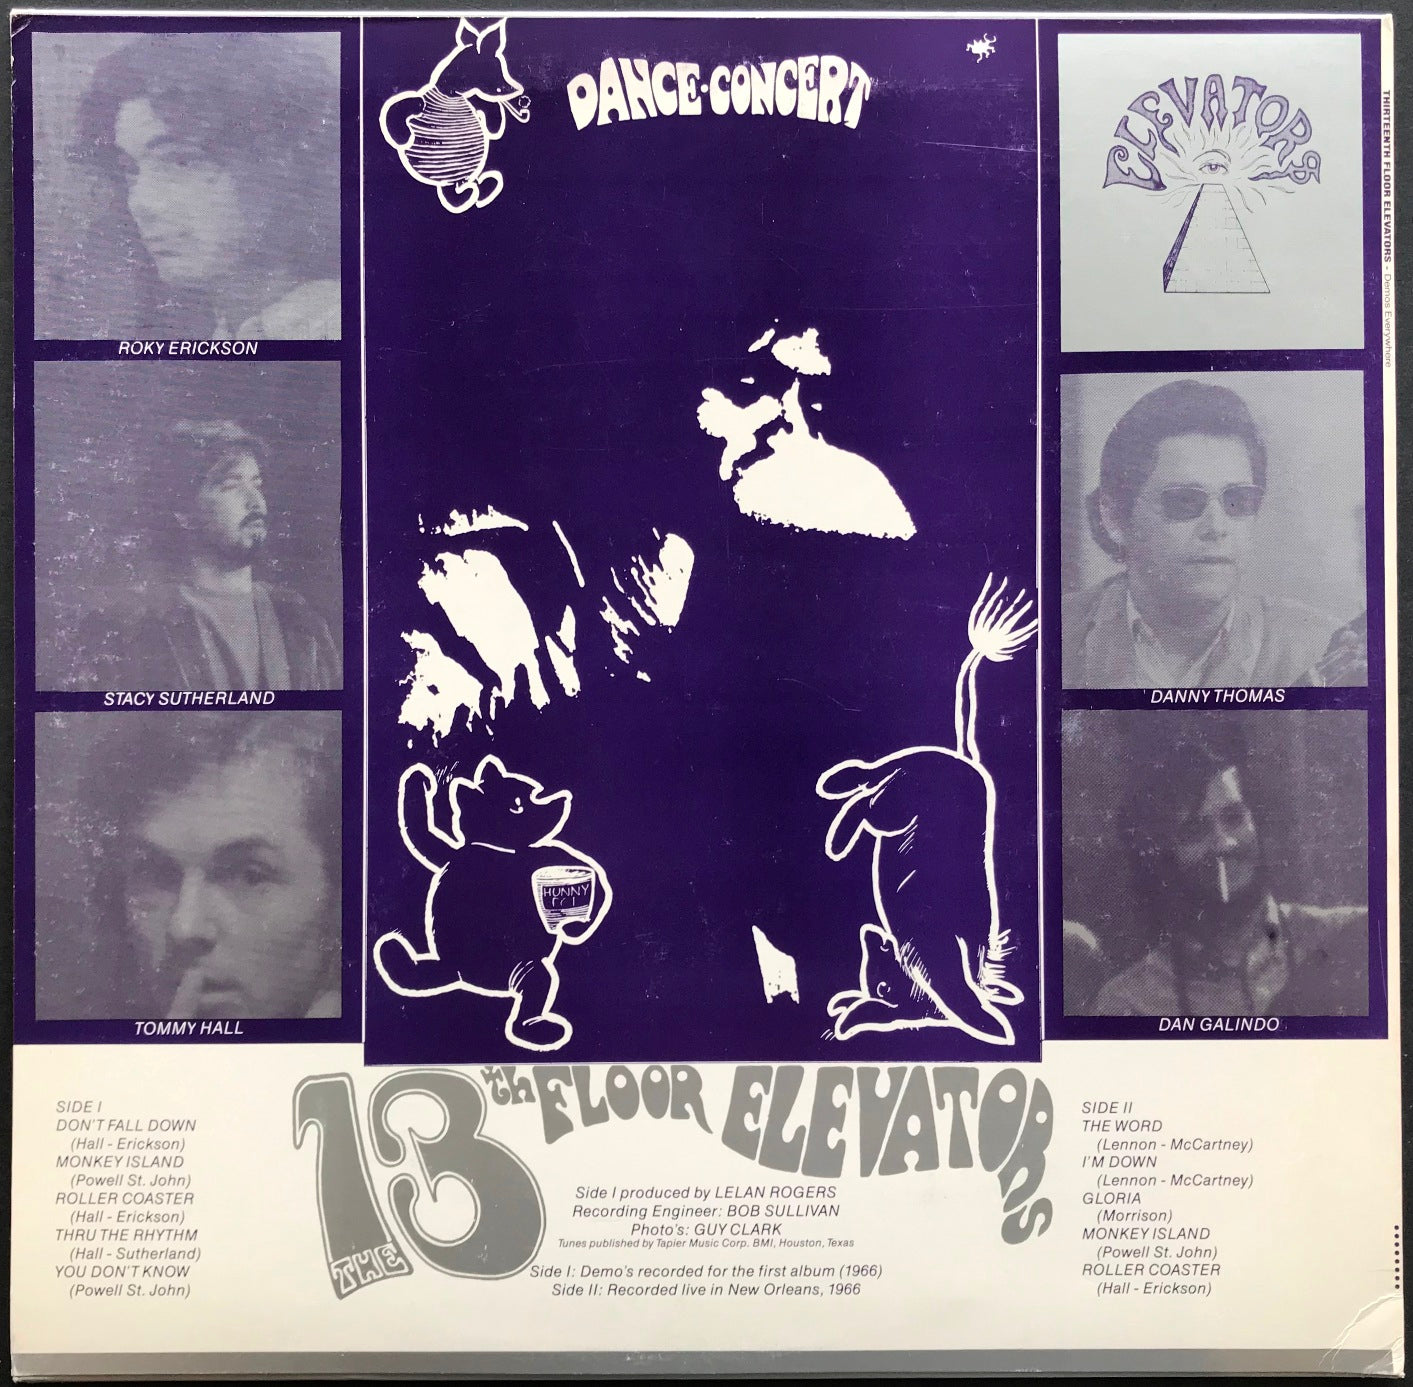 DANCE·CONCERT
ELEVATORS
THIRTEENTH FLOOR ELEVATORS - Demos Everywhere
ROKY ERICKSON
STACY SUTHERLAND
DANNY THOMAS
HUNNY
TOMMY HALL
DAN GALINDO
THE 13th FLOOR ELEVATORS
SIDE I
DON'T FALL DOWN
(Hall - Erickson)
MONKEY ISLAND
(Powell St. John)
ROLLER COASTER
(Hall - Erickson)
THRU THE RHYTHM
(Hall - Sutherland)
YOU DON'T KNOW
(Powell St. John)
Side I produced by LELAN ROGERS
Recording Engineer: BOB SULLIVAN
Photo's: GUY CLARK
Tunes published by Tapier Music Corp. BMI, Houston, Texas
Side I: Demo's recorded for the first album (1966)
Side II: Recorded live in New Orleans, 1966
SIDE II
THE WORD
(Lennon - McCartney)
I'M DOWN
(Lennon - McCartney)
GLORIA
(Morrison)
MONKEY ISLAND
(Powell St. John)
ROLLER COASTER
(Hall - Erickson)